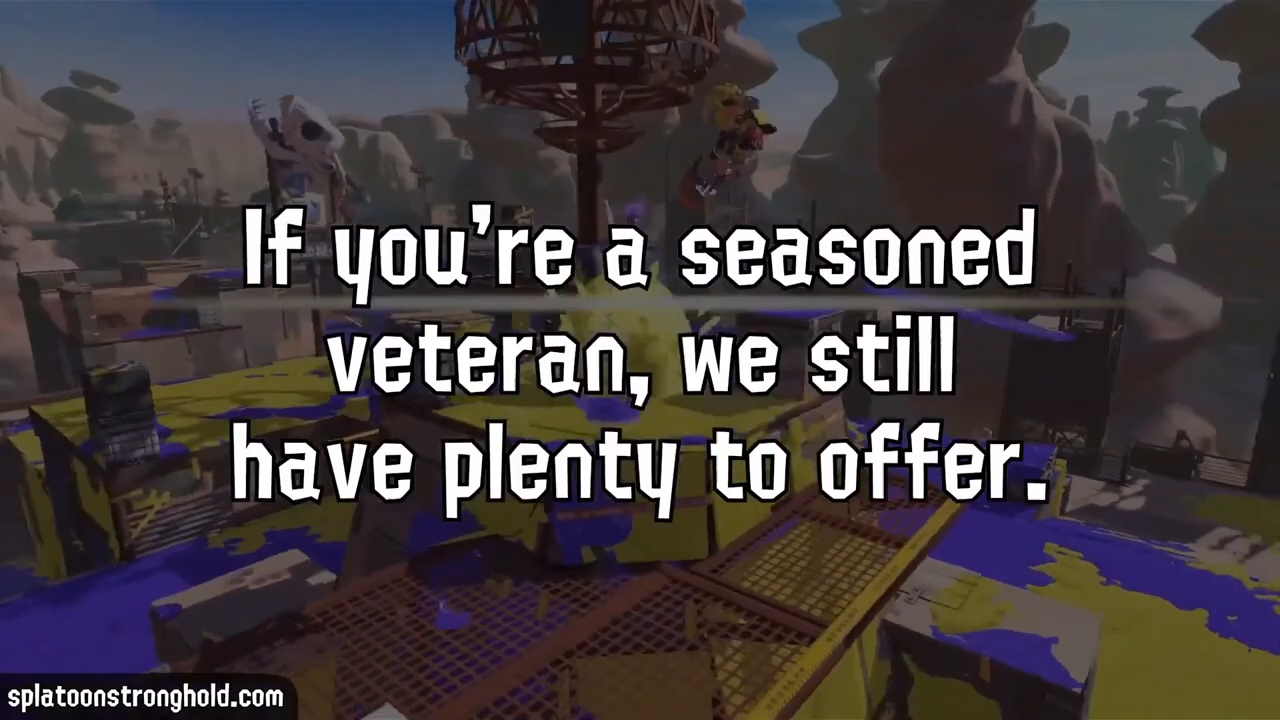 If you're a seasoned
veteran, we still
have plenty to offer.
splatoonstronghold.com